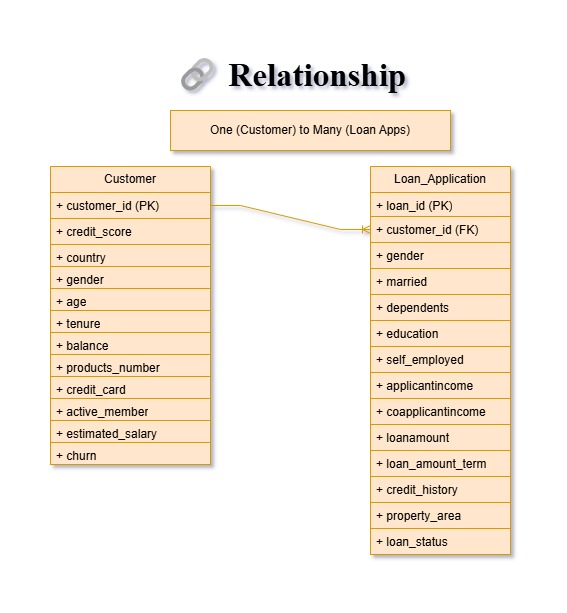 Relationship
One (Customer) to Many (Loan Apps)
Customer
+ customer_id (PK)
+ credit_score
+ country
+ gender
+ age
+ tenure
+ balance
+ products_number
+ credit_card
+ active_member
+ estimated_salary
+ churn
Loan_Application
+ loan_id (PK)
+ customer_id (FK)
+ gender
+ married
+ dependents
+ education
+ self_employed
+ applicantincome
+ coapplicantincome
+ loanamount
+ loan_amount_term
+ credit_history
+ property_area
+ loan_status